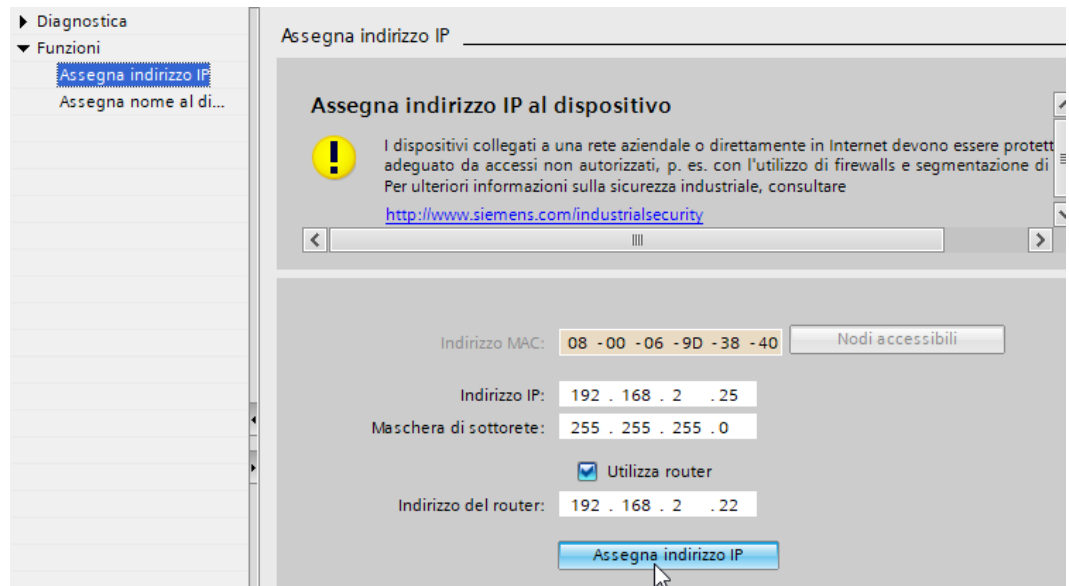 Diagnostica
Funzioni
Assegna indirizzo IP
Assegna nome al di...
Assegna indirizzo IP
Assegna indirizzo IP al dispositivo
I dispositivi collegati a una rete aziendale o direttamente in Internet devono essere protett
adeguato da accessi non autorizzati, p. es. con l'utilizzo di firewalls e segmentazione di
Per ulteriori informazioni sulla sicurezza industriale, consultare
http://www.siemens.com/industrialsecurity
Indirizzo MAC: 08 -00 -06 -9D -38 -40 Nodi accessibili
Indirizzo IP: 192 . 168 . 2 . 25
Maschera di sottorete: 255 . 255 . 255 . 0
Utilizza router
Indirizzo del router: 192 . 168 . 2 . 22
Assegna indirizzo IP